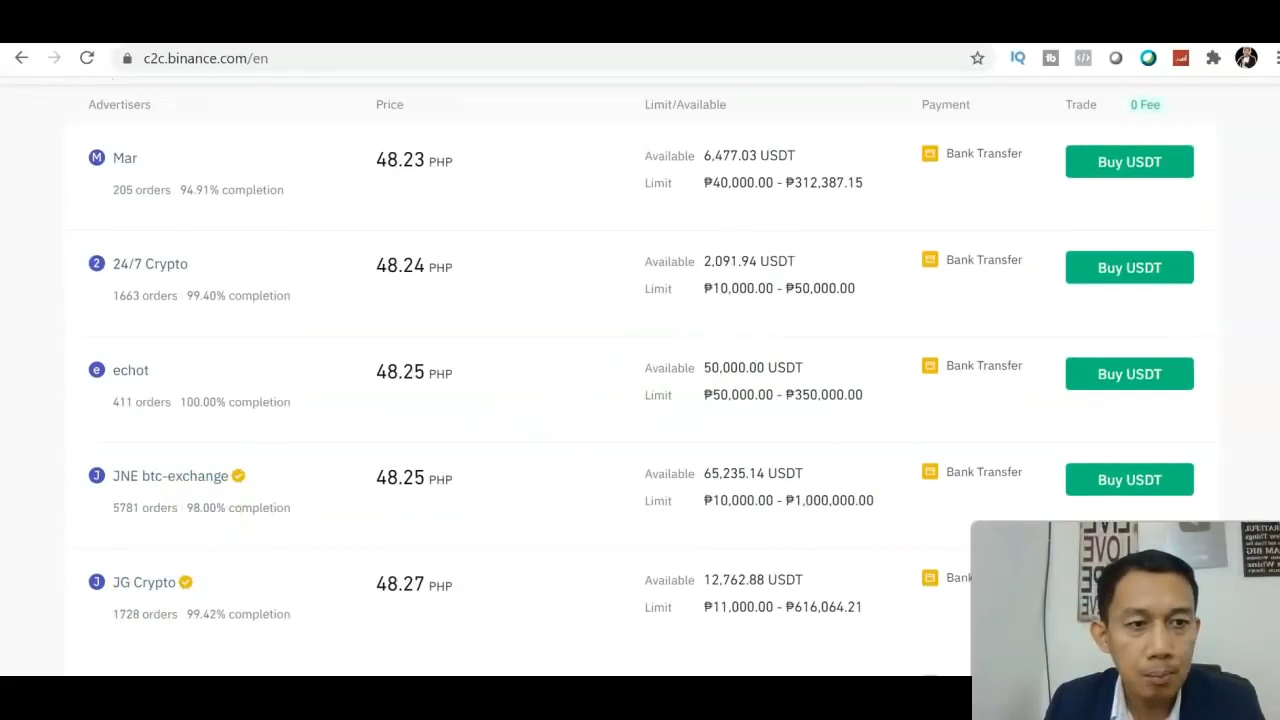 c2c.binance.com/en
Advertisers Price Limit/Available Payment Trade 0 Fee
M Mar 48.23 PHP Available 6,477.03 USDT Bank Transfer Buy USDT
205 orders 94.91% completion Limit ₱40,000.00 - ₱312,387.15
2 24/7 Crypto 48.24 PHP Available 2,091.94 USDT Bank Transfer Buy USDT
1663 orders 99.40% completion Limit ₱10,000.00 - ₱50,000.00
e echot 48.25 PHP Available 50,000.00 USDT Bank Transfer Buy USDT
411 orders 100.00% completion Limit ₱50,000.00 - ₱350,000.00
J JNE btc-exchange 48.25 PHP Available 65,235.14 USDT Bank Transfer Buy USDT
5781 orders 98.00% completion Limit ₱10,000.00 - ₱1,000,000.00
J JG Crypto 48.27 PHP Available 12,762.88 USDT Bank
1728 orders 99.42% completion Limit ₱11,000.00 - ₱616,064.21
LIVE
LOVE